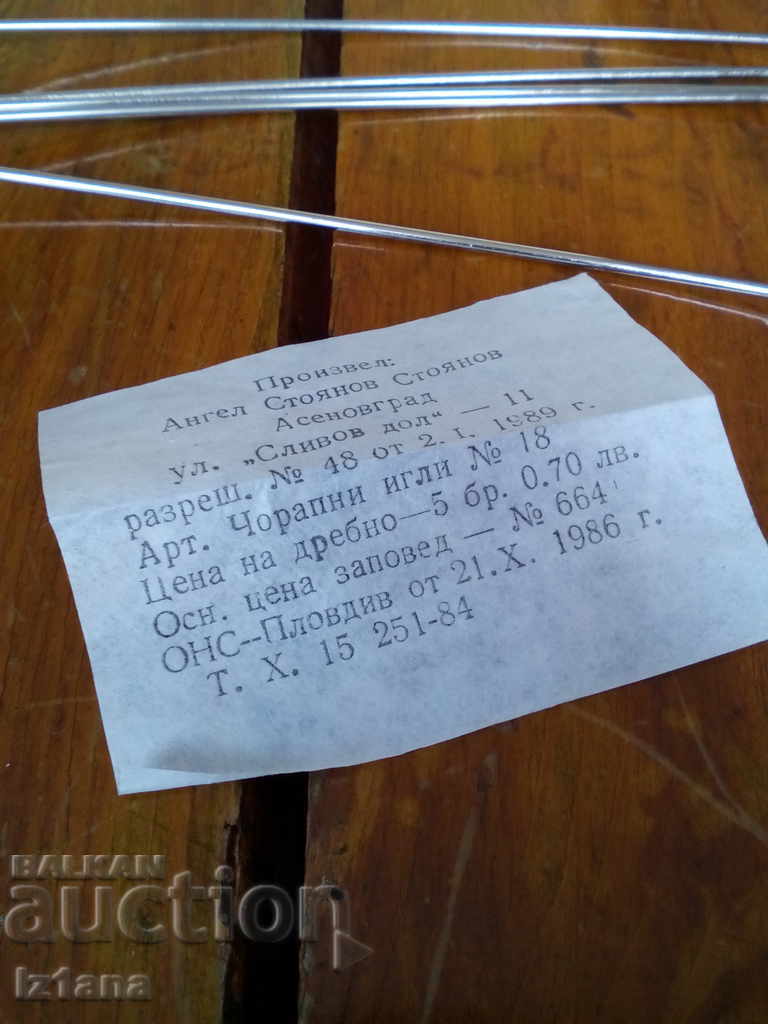 Произвел:
Ангел Стоянов Стоянов
Асеновград
ул. „Сливов дол“ — 11
разреш. № 48 от 2. I. 1989 г.
Арт. Чорапни игли № 18
Цена на дребно—5 бр. 0.70 лв.
Осн. цена заповед — № 664
ОНС--Пловдив от 21.X. 1986 г.
Т. Х. 15 251-84
BALKAN
auction
Iz1ana